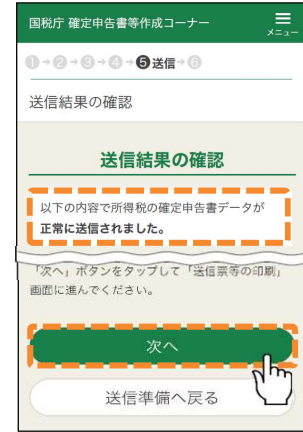 国税庁 確定申告書等作成コーナー
メニュー
❶→❷→❸→❹→❺送信→❻
送信結果の確認
送信結果の確認
以下の内容で所得税の確定申告書データが
正常に送信されました。
「次へ」ボタンをタップして「送信票等の印刷」
画面に進んでください。
次へ
送信準備へ戻る